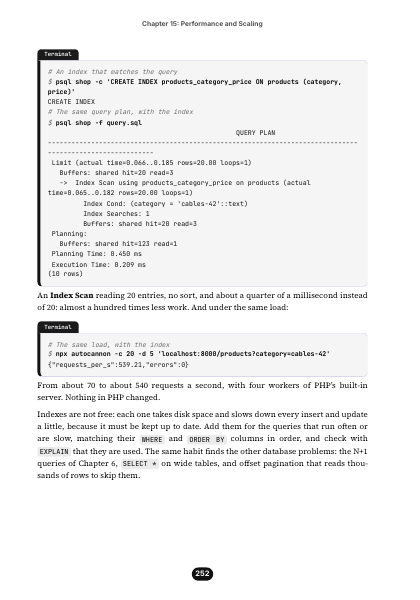 Chapter 15: Performance and Scaling
Terminal
# An index that matches the query
$ psql shop -c 'CREATE INDEX products_category_price ON products (category,
price)'
CREATE INDEX
# The same query plan, with the index
$ psql shop -f query.sql
QUERY PLAN
-------------------------------------------------------------------------------
---------------------------
Limit (actual time=0.066..0.185 rows=20.00 loops=1)
Buffers: shared hit=20 read=3
-> Index Scan using products_category_price on products (actual
time=0.065..0.182 rows=20.00 loops=1)
Index Cond: (category = 'cables-42'::text)
Index Searches: 1
Buffers: shared hit=20 read=3
Planning:
Buffers: shared hit=123 read=1
Planning Time: 0.450 ms
Execution Time: 0.209 ms
(10 rows)
An Index Scan reading 20 entries, no sort, and about a quarter of a millisecond instead
of 20: almost a hundred times less work. And under the same load:
Terminal
# The same load, with the index
$ npx autocannon -c 20 -d 5 'localhost:8000/products?category=cables-42'
{"requests_per_s":539.21,"errors":0}
From about 70 to about 540 requests a second, with four workers of PHP's built-in
server. Nothing in PHP changed.
Indexes are not free: each one takes disk space and slows down every insert and update
a little, because it must be kept up to date. Add them for the queries that run often or
are slow, matching their WHERE and ORDER BY columns in order, and check with
EXPLAIN that they are used. The same habit finds the other database problems: the N+1
queries of Chapter 6, SELECT * on wide tables, and offset pagination that reads thou-
sands of rows to skip them.
252